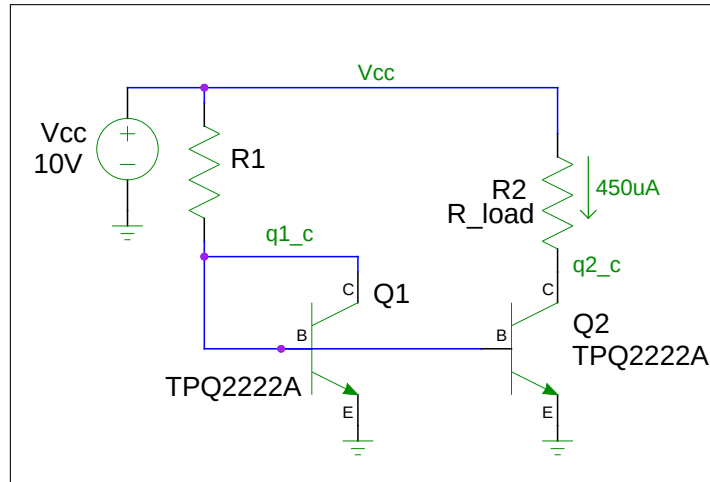 Vcc
Vcc
10V
+
−
R1
R2
R_load
450uA
q1_c
q2_c
C
Q1
C
B
B
Q2
TPQ2222A
TPQ2222A
E
E